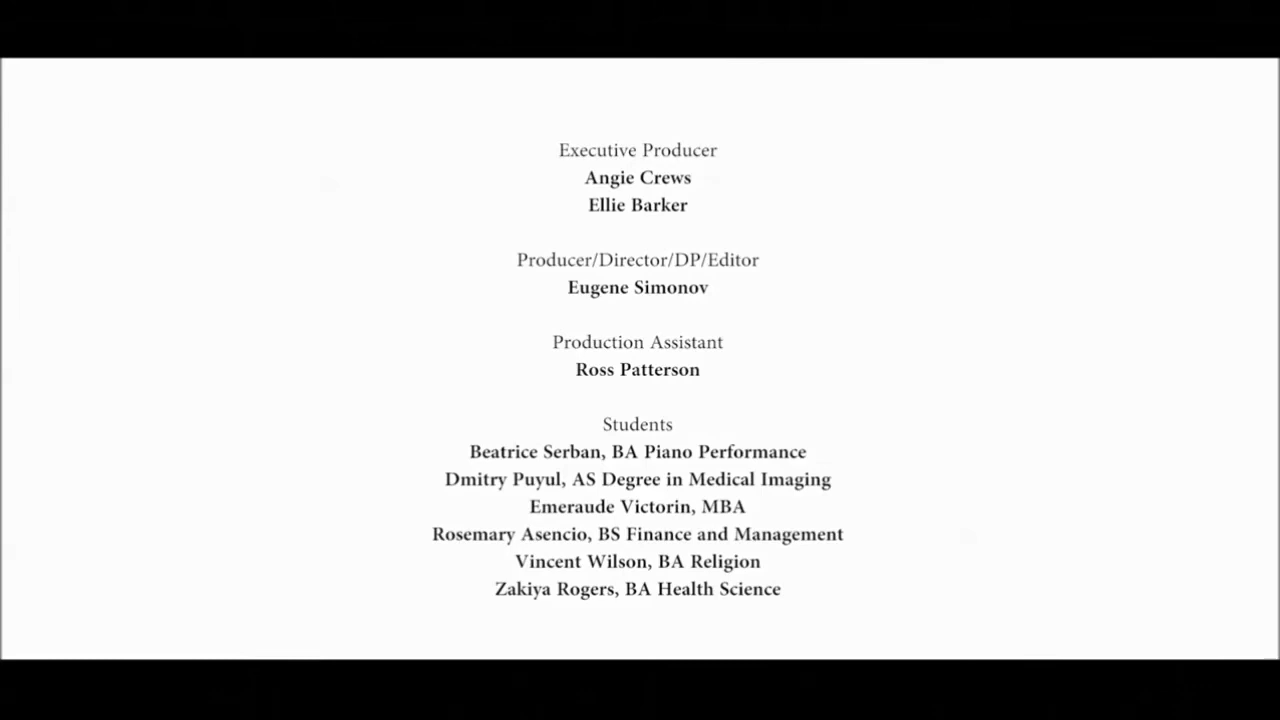 Executive Producer
Angie Crews
Ellie Barker
Producer/Director/DP/Editor
Eugene Simonov
Production Assistant
Ross Patterson
Students
Beatrice Serban, BA Piano Performance
Dmitry Puyul, AS Degree in Medical Imaging
Emeraude Victorin, MBA
Rosemary Asencio, BS Finance and Management
Vincent Wilson, BA Religion
Zakiya Rogers, BA Health Science